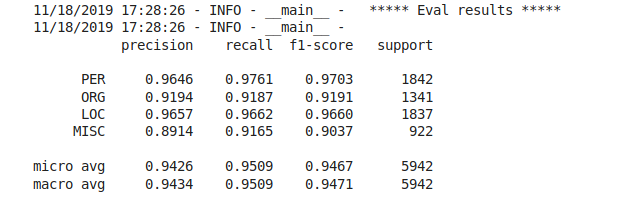 11/18/2019 17:28:26 - INFO - __main__ -   ***** Eval results *****
11/18/2019 17:28:26 - INFO - __main__ -
           precision    recall  f1-score   support

      PER     0.9646    0.9761    0.9703      1842
      ORG     0.9194    0.9187    0.9191      1341
      LOC     0.9657    0.9662    0.9660      1837
     MISC     0.8914    0.9165    0.9037       922

micro avg     0.9426    0.9509    0.9467      5942
macro avg     0.9434    0.9509    0.9471      5942